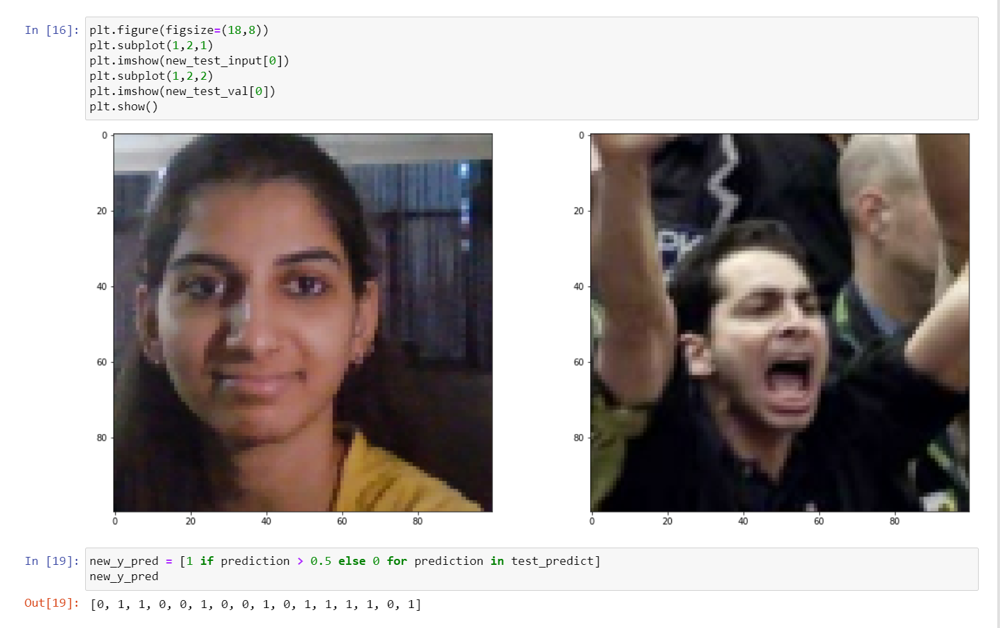 In [16]: plt.figure(figsize=(18,8))
plt.subplot(1,2,1)
plt.imshow(new_test_input[0])
plt.subplot(1,2,2)
plt.imshow(new_test_val[0])
plt.show()
0
20
40
60
80
0 20 40 60 80
0
20
40
60
80
0 20 40 60 80
In [19]: new_y_pred = [1 if prediction > 0.5 else 0 for prediction in test_predict]
new_y_pred
Out[19]: [0, 1, 1, 0, 0, 1, 0, 0, 1, 0, 1, 1, 1, 1, 0, 1]